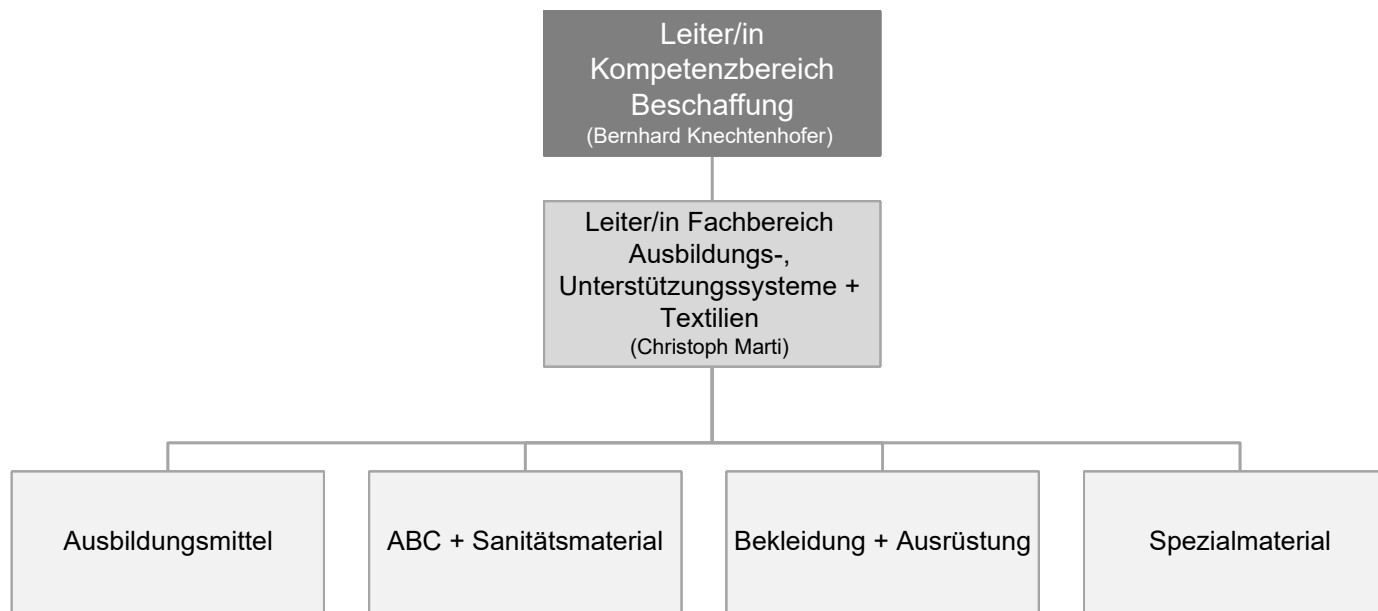 Leiter/in
Kompetenzbereich
Beschaffung
(Bernhard Knechtenhofer)
Leiter/in Fachbereich
Ausbildungs-,
Unterstützungssysteme +
Textilien
(Christoph Marti)
Ausbildungsmittel
ABC + Sanitätsmaterial
Bekleidung + Ausrüstung
Spezialmaterial